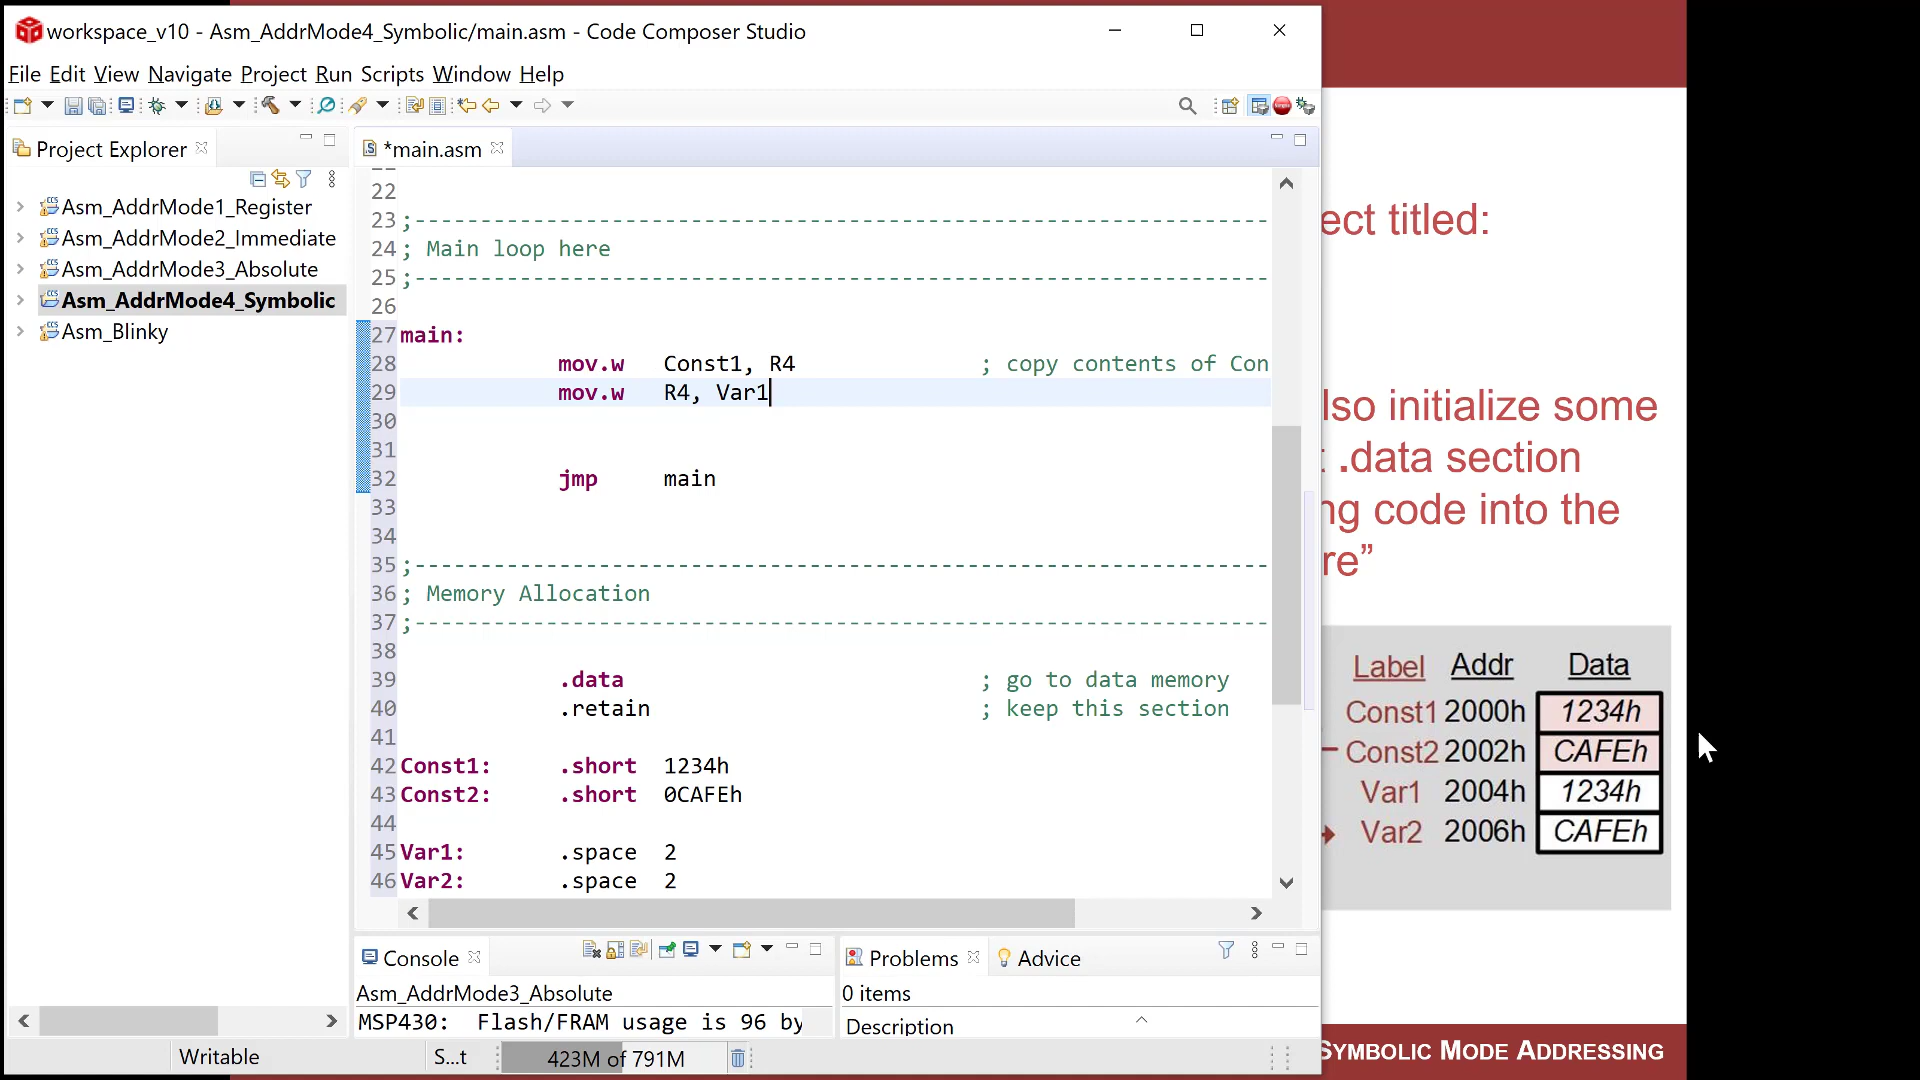 workspace_v10 - Asm_AddrMode4_Symbolic/main.asm - Code Composer Studio
File Edit View Navigate Project Run Scripts Window Help
Project Explorer
Asm_AddrMode1_Register
Asm_AddrMode2_Immediate
Asm_AddrMode3_Absolute
Asm_AddrMode4_Symbolic
Asm_Blinky
*main.asm
22
23 ;-------------------------------------------------------------------------------
24 ; Main loop here
25 ;-------------------------------------------------------------------------------
26
27 main:
28 mov.w Const1, R4 ; copy contents of Con
29 mov.w R4, Var1
30
31
32 jmp main
33
34
35 ;-------------------------------------------------------------------------------
36 ; Memory Allocation
37 ;-------------------------------------------------------------------------------
38
39 .data ; go to data memory
40 .retain ; keep this section
41
42 Const1: .short 1234h
43 Const2: .short 0CAFEh
44
45 Var1: .space 2
46 Var2: .space 2
Console
Asm_AddrMode3_Absolute
MSP430: Flash/FRAM usage is 96 by
Problems Advice
0 items
Description
Writable S...t 423M of 791M
ect titled:
lso initialize some
.data section
ng code into the
re”
Label Addr Data
Const1 2000h 1234h
Const2 2002h CAFEh
Var1 2004h 1234h
Var2 2006h CAFEh
SYMBOLIC MODE ADDRESSING